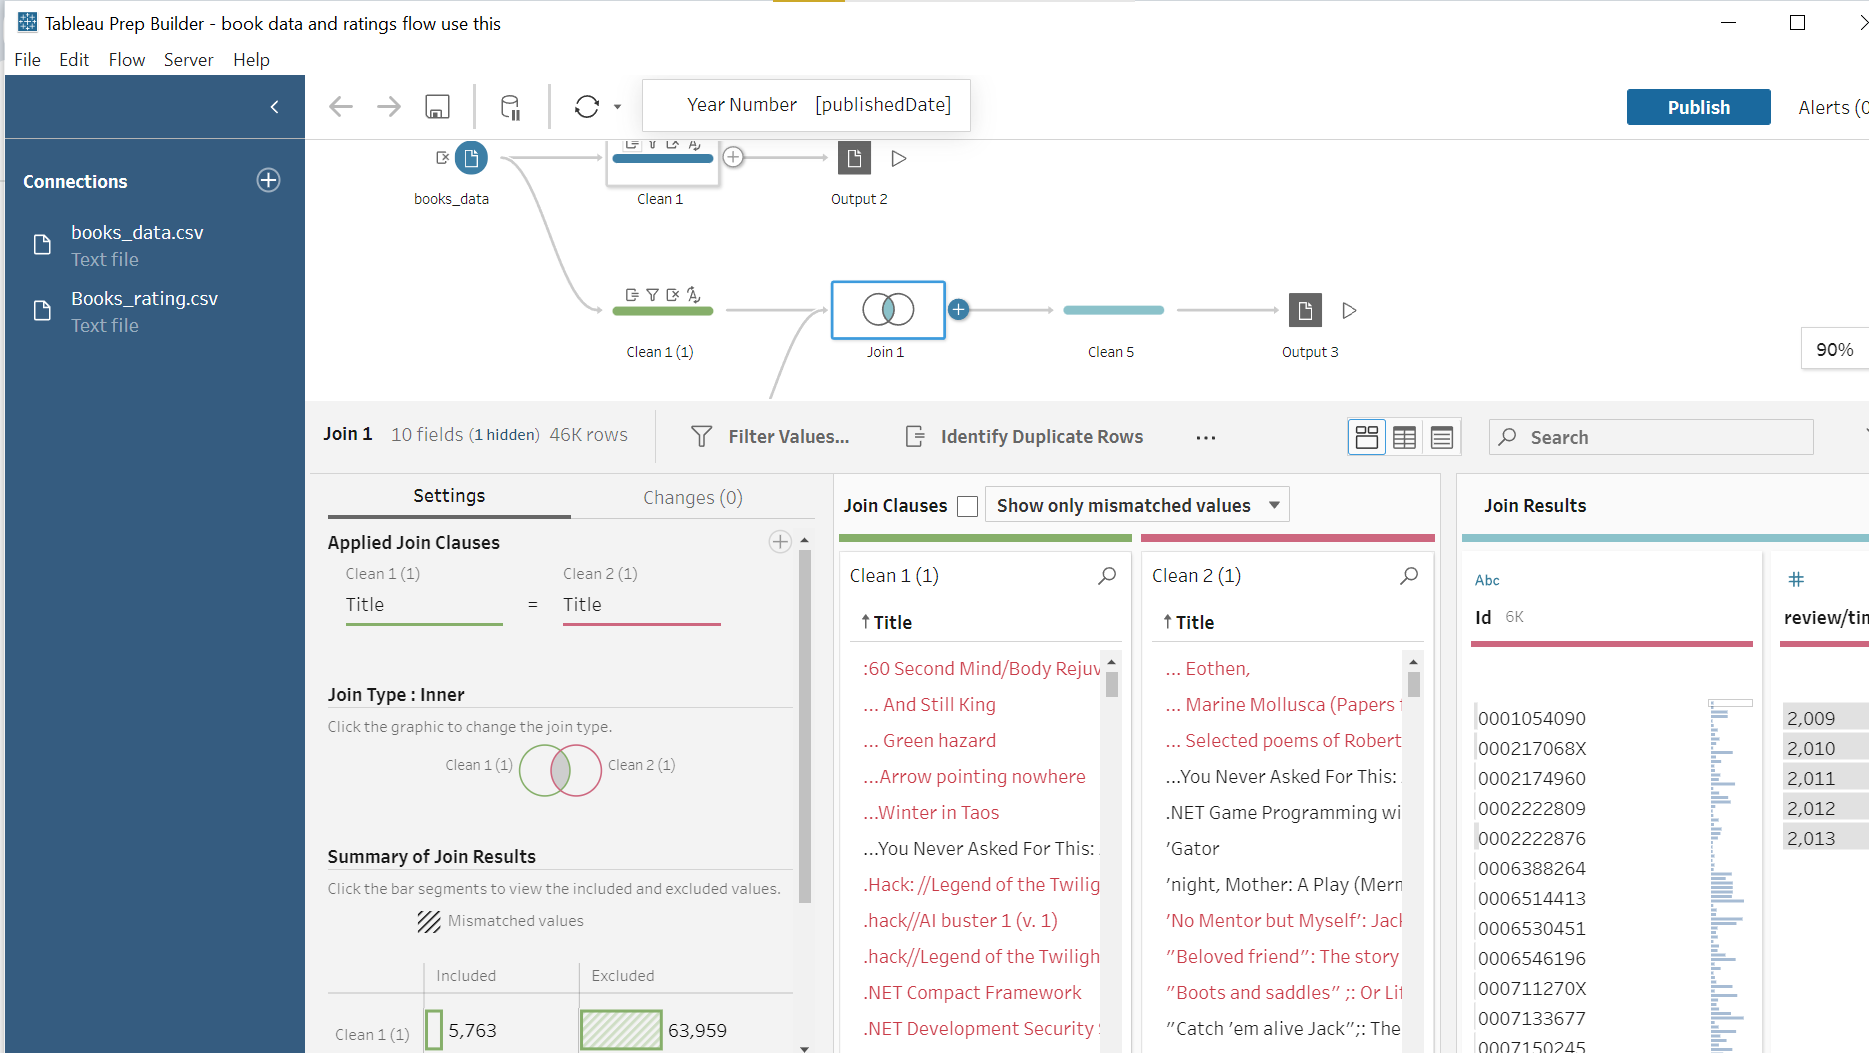 Tableau Prep Builder - book data and ratings flow use this
File Edit Flow Server Help
Year Number [publishedDate]
Publish
Alerts (0
Connections
books_data.csv
Text file
Books_rating.csv
Text file
books_data
Clean 1
Output 2
Clean 1 (1)
Join 1
Clean 5
Output 3
90%
Join 1 10 fields (1 hidden) 46K rows
Filter Values...
Identify Duplicate Rows
Search
Settings
Changes (0)
Applied Join Clauses
Clean 1 (1)
Clean 2 (1)
Title = Title
Join Type : Inner
Click the graphic to change the join type.
Clean 1 (1)
Clean 2 (1)
Summary of Join Results
Click the bar segments to view the included and excluded values.
Mismatched values
Included
Excluded
Clean 1 (1)
5,763
63,959
Join Clauses
Show only mismatched values
Clean 1 (1)
Title
:60 Second Mind/Body Rejuv
... And Still King
... Green hazard
...Arrow pointing nowhere
...Winter in Taos
...You Never Asked For This:
.Hack: //Legend of the Twilig
.hack//AI buster 1 (v. 1)
.hack//Legend of the Twiligh
.NET Compact Framework
.NET Development Security
Clean 2 (1)
Title
... Eothen,
... Marine Mollusca (Papers
... Selected poems of Robert
...You Never Asked For This:
.NET Game Programming wi
'Gator
'night, Mother: A Play (Merm
'No Mentor but Myself': Jack
"Beloved friend": The story
"Boots and saddles" ;: Or Lif
"Catch 'em alive Jack";: The
Join Results
Abc
Id 6K
0001054090
000217068X
0002174960
0002222809
0002222876
0006388264
0006514413
0006530451
0006546196
000711270X
0007133677
0007150245
#
review/tim
2,009
2,010
2,011
2,012
2,013